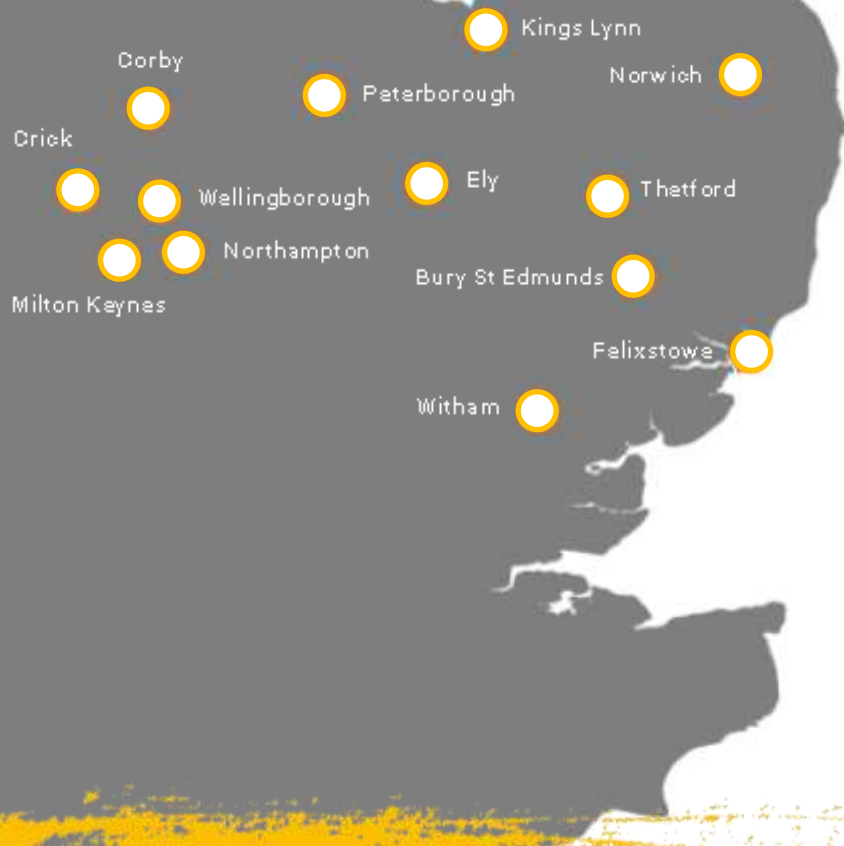 Kings Lynn
Corby
Norwich
Peterborough
Crick
Ely
Thetford
Wellingborough
Northampton
Bury St Edmunds
Milton Keynes
Felixstowe
Witham